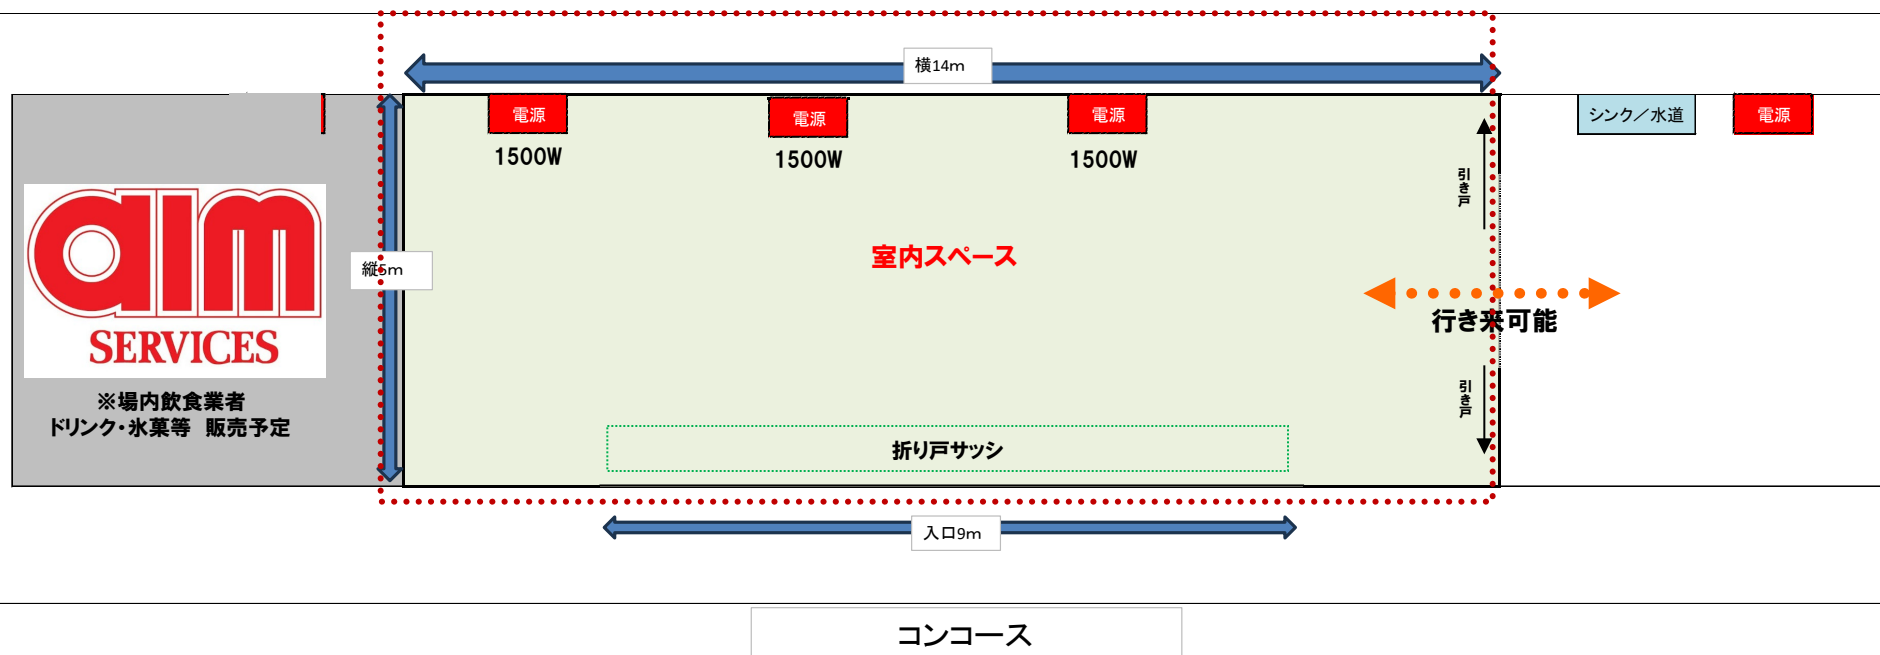 横14m
電源
電源
電源
シンク／水道
電源
1500W
1500W
1500W
引き戸
aim
SERVICES
室内スペース
縦5m
行き来可能
※場内飲食業者
ドリンク・氷菓等 販売予定
引き戸
折り戸サッシ
入口9m
コンコース